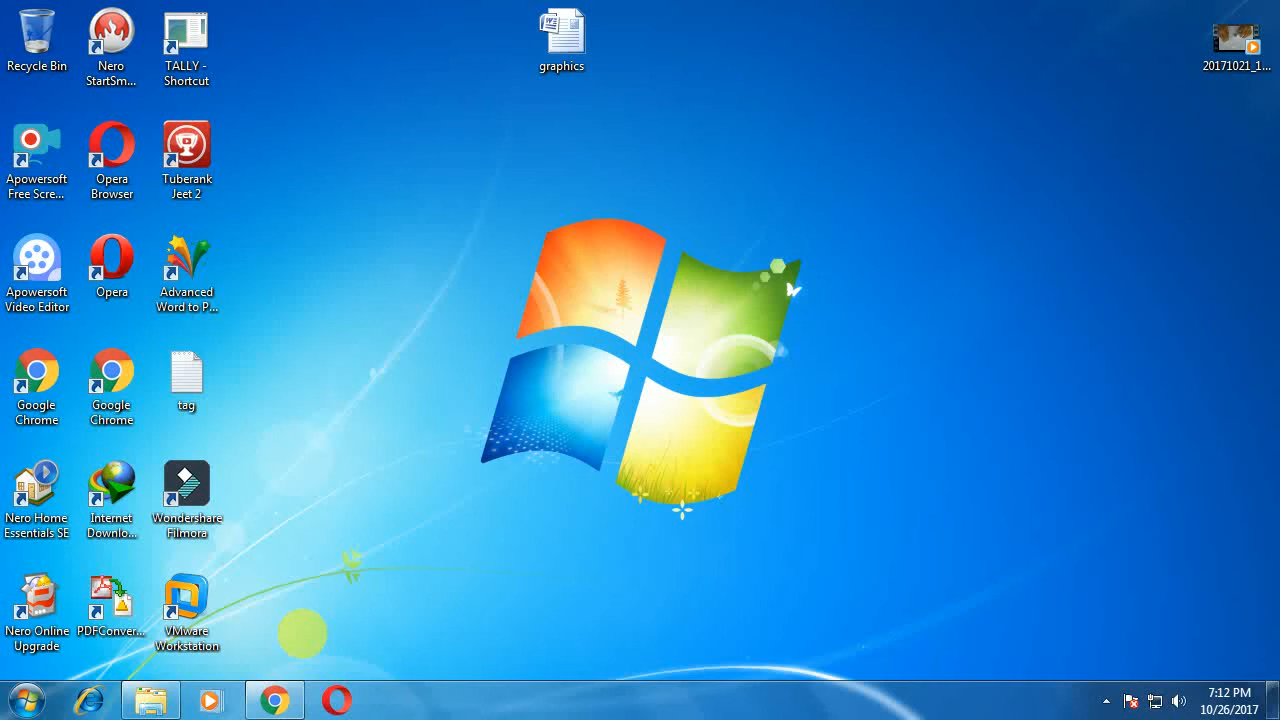 Recycle Bin
Nero
StartSm...
TALLY -
Shortcut
graphics
20171021_1...
Apowersoft
Free Scre...
Opera
Browser
Tuberank
Jeet 2
Apowersoft
Video Editor
Opera
Advanced
Word to P...
Google
Chrome
Google
Chrome
tag
Nero Home
Essentials SE
Internet
Downlo...
Wondershare
Filmora
Nero Online
Upgrade
PDFConver...
VMware
Workstation
7:12 PM
10/26/2017